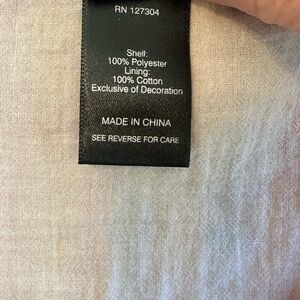 RN 127304
Shell:
100% Polyester
Lining:
100% Cotton
Exclusive of Decoration
MADE IN CHINA
SEE REVERSE FOR CARE